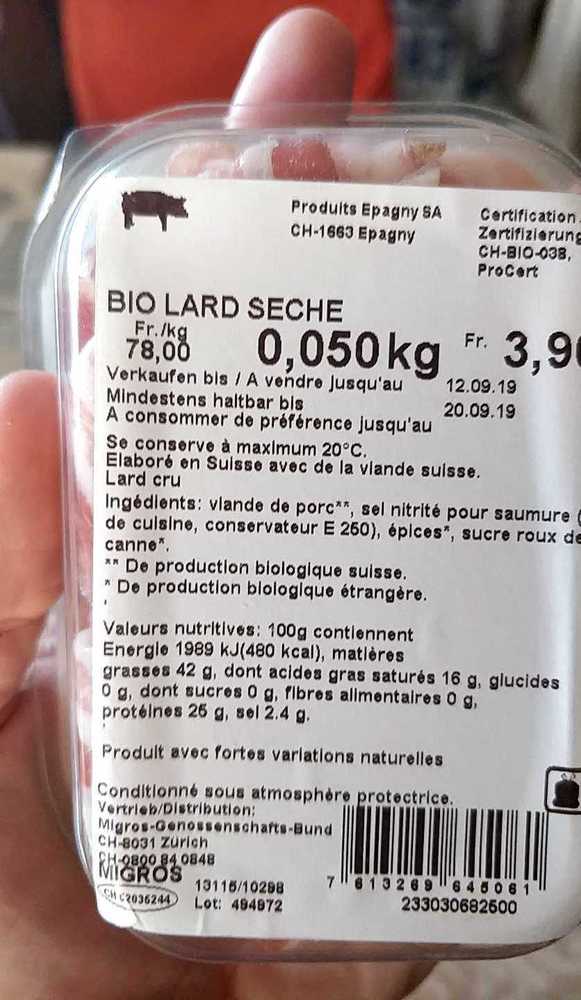 Produits Epagny SA
CH-1663 Epagny
Certification
Zertifizierung
CH-BIO-038,
ProCert
BIO LARD SECHE
Fr./kg
78,00
0,050kg
Fr. 3,90
Verkaufen bis / A vendre jusqu'au 12.09.19
Mindestens haltbar bis 20.09.19
A consommer de préférence jusqu'au
Se conserve à maximum 20°C.
Elaboré en Suisse avec de la viande suisse.
Lard cru
Ingédients: viande de porc**, sel nitrité pour saumure (
de cuisine, conservateur E 250), épices*, sucre roux de
canne*.
** De production biologique suisse.
* De production biologique étrangère.
Valeurs nutritives: 100g contiennent
Energie 1989 kJ(480 kcal), matières
grasses 42 g, dont acides gras saturés 16 g, glucides
0 g, dont sucres 0 g, fibres alimentaires 0 g,
protéines 25 g, sel 2.4 g.
Produit avec fortes variations naturelles
Conditionné sous atmosphère protectrice.
Vertrieb/Distribution:
Migros-Genossenschafts-Bund
CH-8031 Zürich
CH-0800 84 0848
MIGROS
CH C2035244
13115/10298
Lot: 494972
7 613269 645061
233030682500